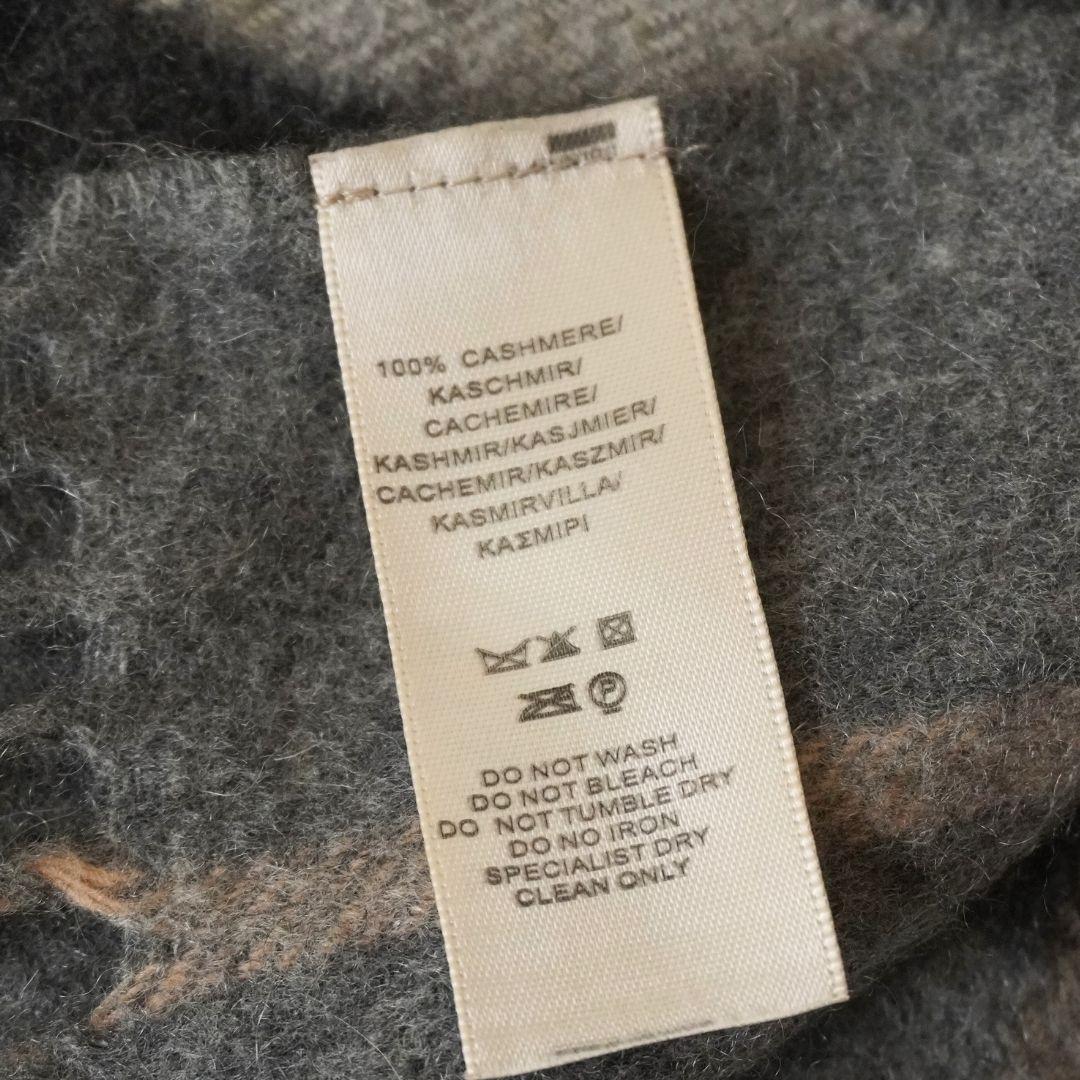 100% CASHMERE/
KASCHMIR/
CACHEMIRE/
KASHMIR/KASJMIER/
CACHEMIR/KASZMIR/
KASMIRVILLA/
ΚΑΣΜΙΡΙ
P
DO NOT WASH
DO NOT BLEACH
DO NOT TUMBLE DRY
DO NO IRON
SPECIALIST DRY
CLEAN ONLY